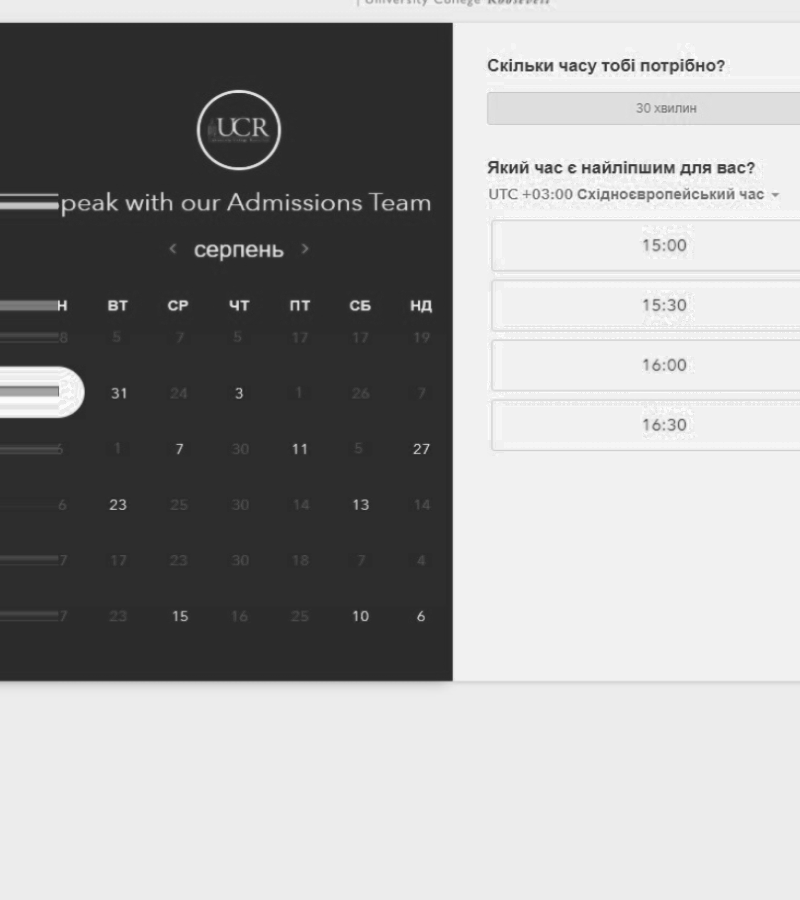 University College Roosevelt
UCR
peak with our Admissions Team
‹ серпень ›
Н ВТ СР ЧТ ПТ СБ НД
8 5 7 5 17 17 19
31 24 3 1 26 7
6 1 7 30 11 5 27
6 23 25 30 14 13 14
7 17 23 30 18 7 4
7 23 15 16 25 10 6
Скільки часу тобі потрібно?
30 хвилин
Який час є найліпшим для вас?
UTC +03:00 Східноєвропейський час
15:00
15:30
16:00
16:30